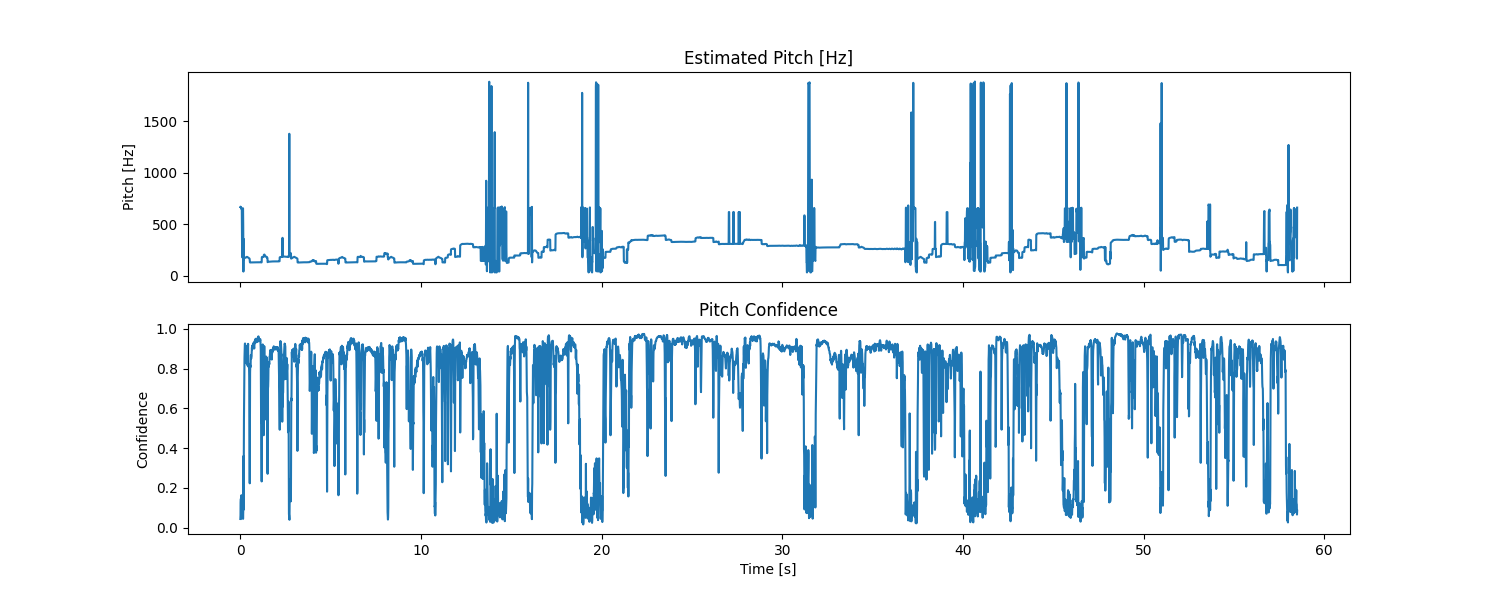 Estimated Pitch [Hz]
Pitch [Hz]
1500
1000
500
0
Pitch Confidence
Confidence
1.0
0.8
0.6
0.4
0.2
0.0
0 10 20 30 40 50 60
Time [s]